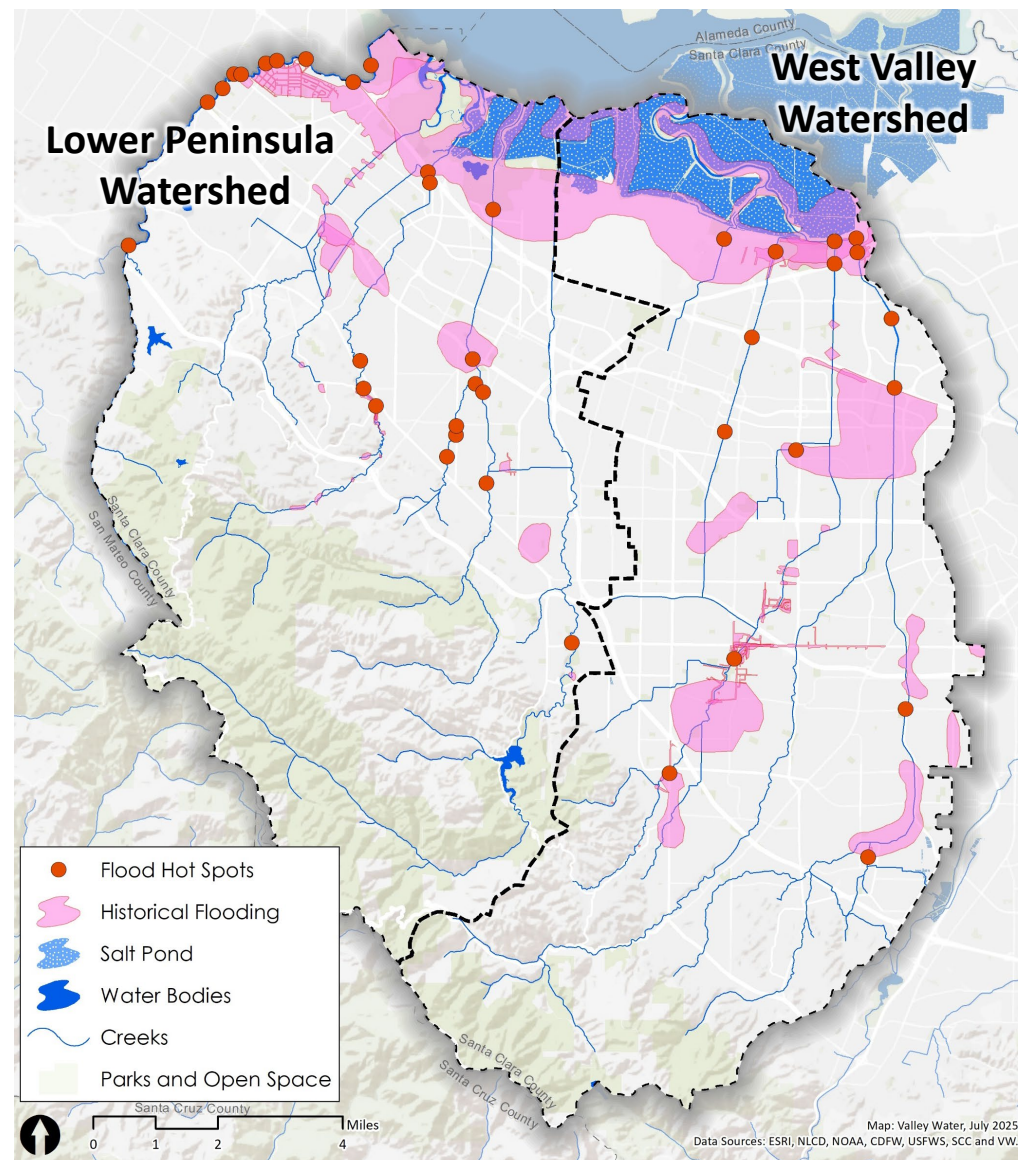 Alameda County
Santa Clara County
West Valley
Watershed
Lower Peninsula
Watershed
Santa Clara County
San Mateo County
Flood Hot Spots
Historical Flooding
Salt Pond
Water Bodies
Creeks
Parks and Open Space
Santa Clara County
Santa Cruz County
Santa Cruz County
Miles
0 1 2 4
Map: Valley Water, July 2025
Data Sources: ESRI, NLCD, NOAA, CDFW, USFWS, SCC and VW.